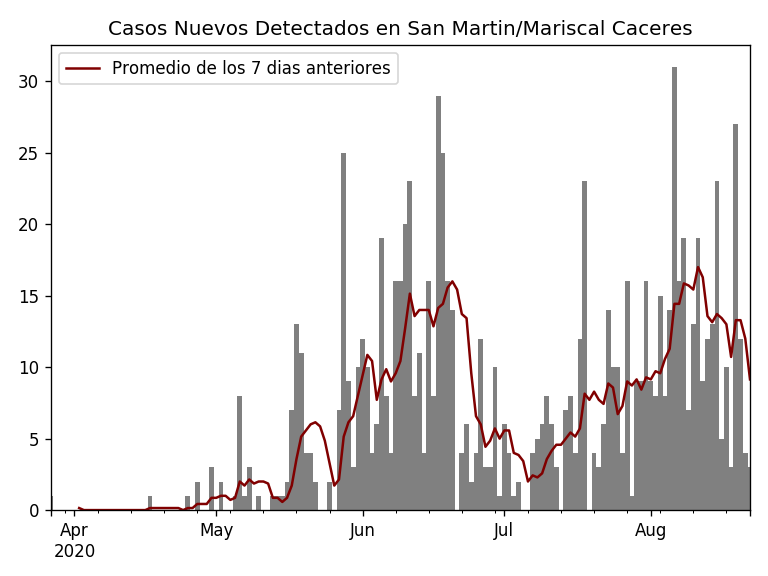 Casos Nuevos Detectados en San Martin/Mariscal Caceres
Promedio de los 7 dias anteriores
30
25
20
15
10
5
0
Apr May Jun Jul Aug
2020